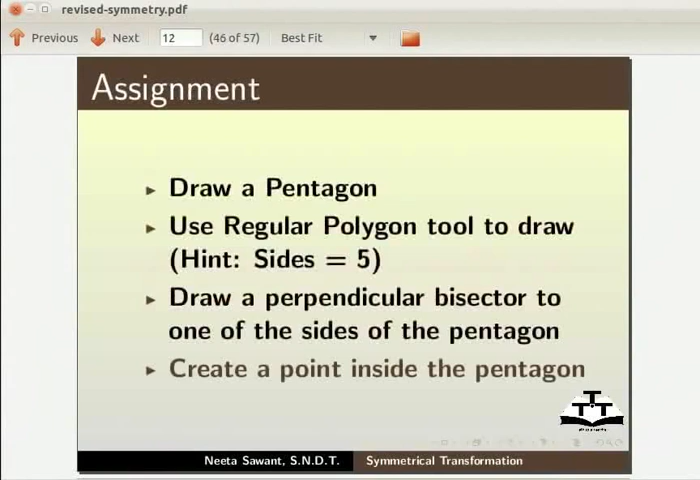 revised-symmetry.pdf
Previous Next 12 (46 of 57) Best Fit
Assignment
► Draw a Pentagon
► Use Regular Polygon tool to draw
(Hint: Sides = 5)
► Draw a perpendicular bisector to
one of the sides of the pentagon
► Create a point inside the pentagon
Neeta Sawant, S.N.D.T. Symmetrical Transformation